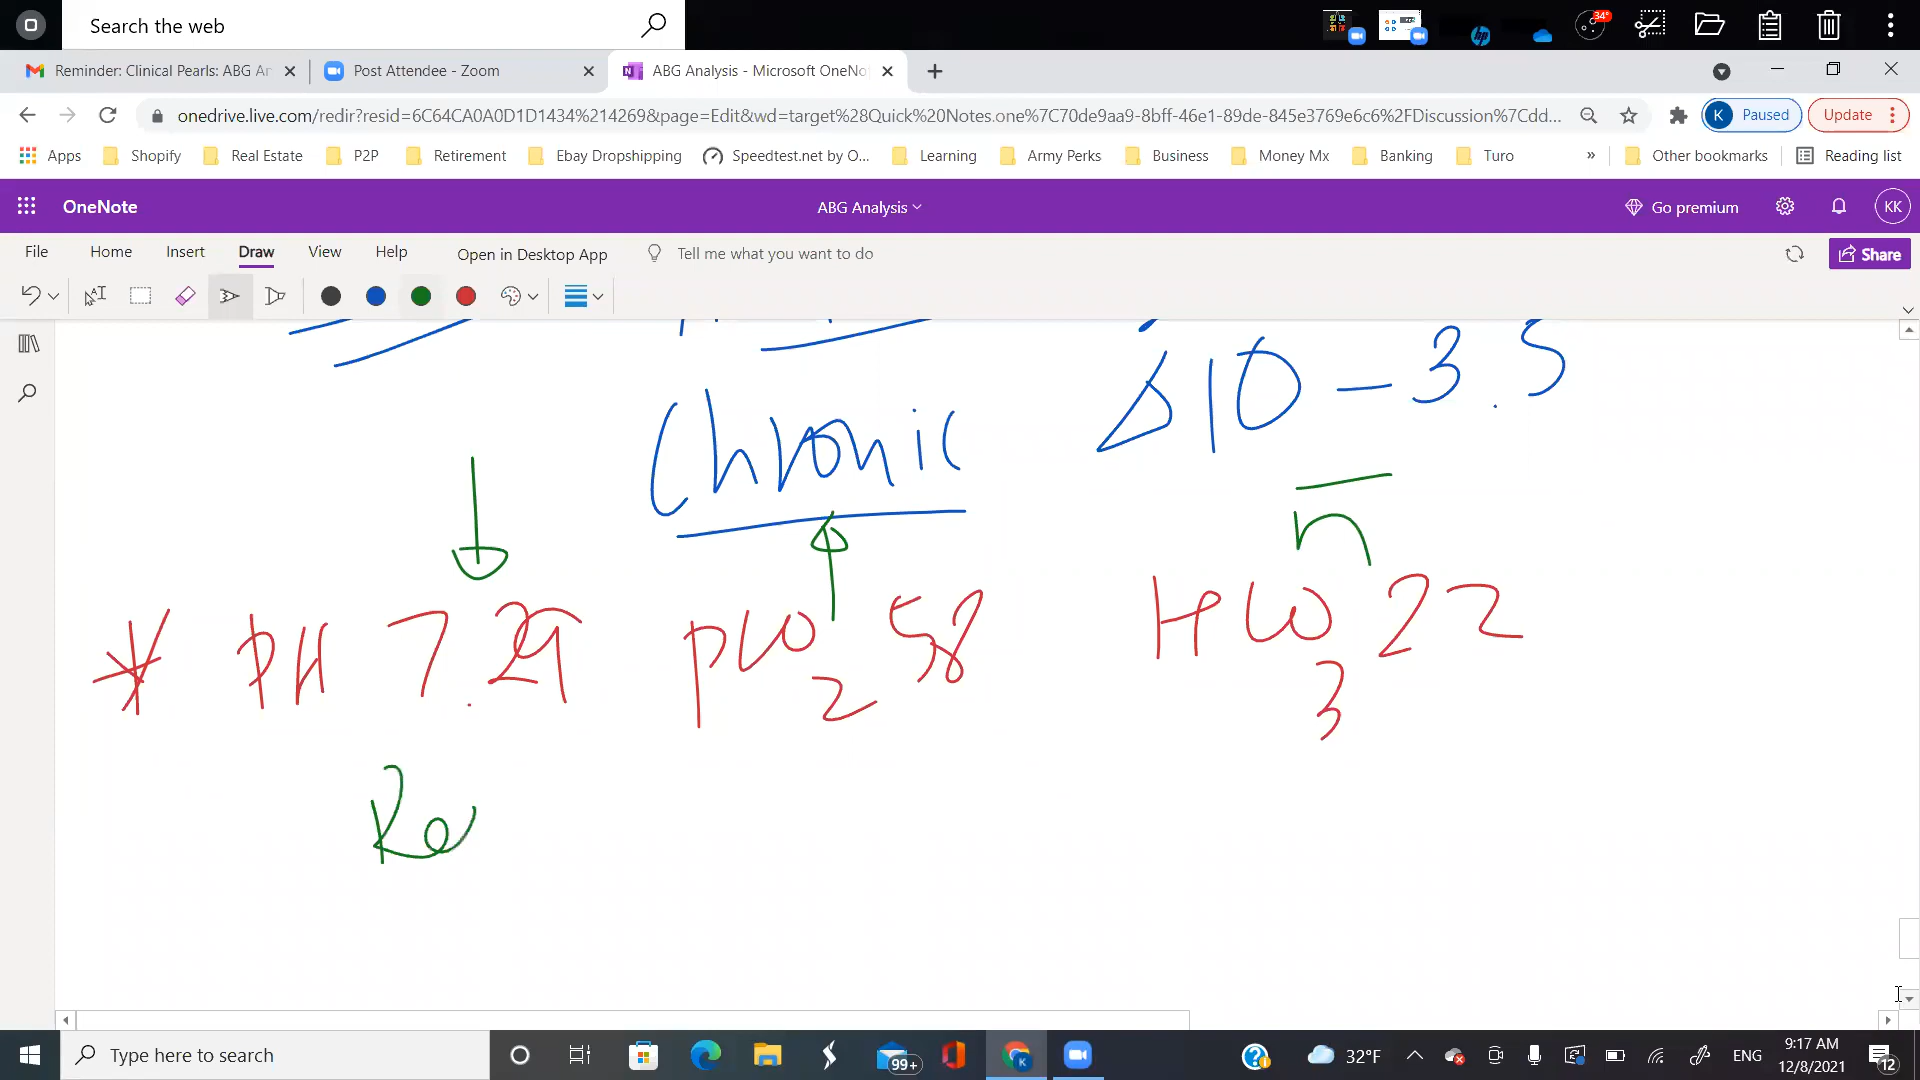 Search the web
34°
Reminder: Clinical Pearls: ABG Ar
Post Attendee - Zoom
ABG Analysis - Microsoft OneNo
onedrive.live.com/redir?resid=6C64CA0A0D1D1434%214269&page=Edit&wd=target%28Quick%20Notes.one%7C70de9aa9-8bff-46e1-89de-845e3769e6c6%2FDiscussion%7Cdd...
K Paused
Update
Apps Shopify Real Estate P2P Retirement Ebay Dropshipping Speedtest.net by O... Learning Army Perks Business Money Mx Banking Turo » Other bookmarks Reading list
OneNote
ABG Analysis
Go premium
KK
File Home Insert Draw View Help Open in Desktop App Tell me what you want to do
Share
Δ10 - 3.5
Chronic
n
* PH 7.29 pCO2 58 HCO3 22
Re
Type here to search
99+
32°F
ENG
9:17 AM
12/8/2021
12